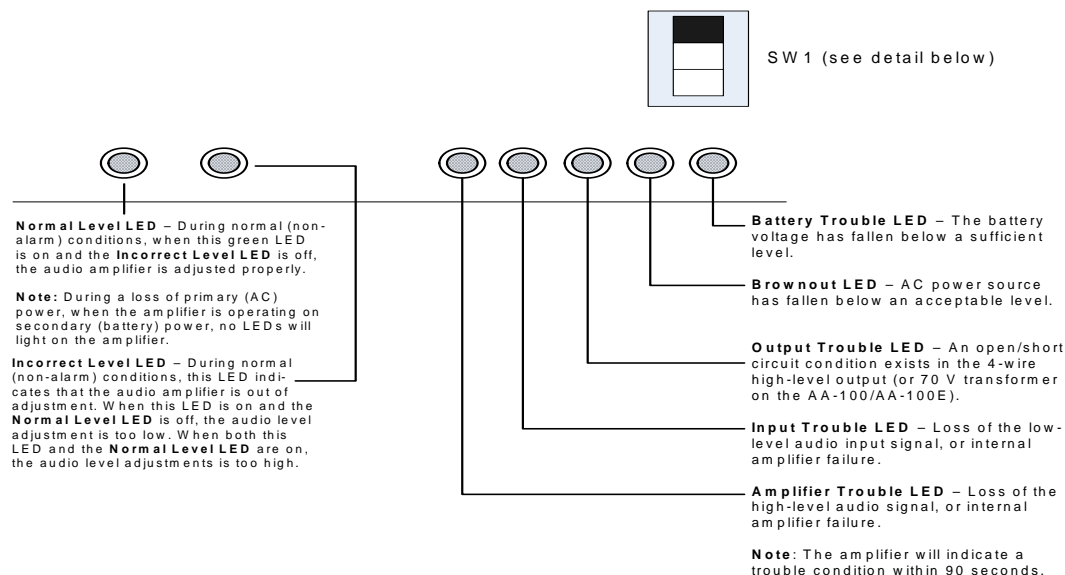 SW1 (see detail below)
Normal Level LED – During normal (non-
alarm) conditions, when this green LED
is on and the Incorrect Level LED is off,
the audio amplifier is adjusted properly.
Note: During a loss of primary (AC)
power, when the amplifier is operating on
secondary (battery) power, no LEDs will
light on the amplifier.
Incorrect Level LED – During normal
(non-alarm) conditions, this LED indi-
cates that the audio amplifier is out of
adjustment. When this LED is on and the
Normal Level LED is off, the audio level
adjustment is too low. When both this
LED and the Normal Level LED are on,
the audio level adjustments is too high.
Battery Trouble LED – The battery
voltage has fallen below a sufficient
level.
Brownout LED – AC power source
has fallen below an acceptable level.
Output Trouble LED – An open/short
circuit condition exists in the 4-wire
high-level output (or 70 V transformer
on the AA-100/AA-100E).
Input Trouble LED – Loss of the low-
level audio input signal, or internal
amplifier failure.
Amplifier Trouble LED – Loss of the
high-level audio signal, or internal
amplifier failure.
Note: The amplifier will indicate a
trouble condition within 90 seconds.